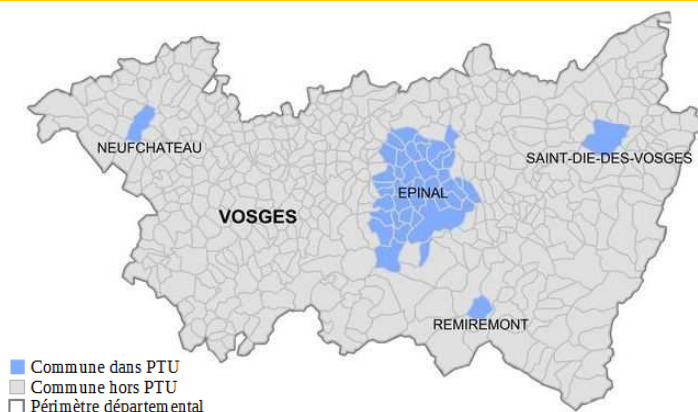 NEUFCHATEAU
SAINT-DIE-DES-VOSGES
EPINAL
VOSGES
REMIREMONT
Commune dans PTU
Commune hors PTU
Périmètre départemental